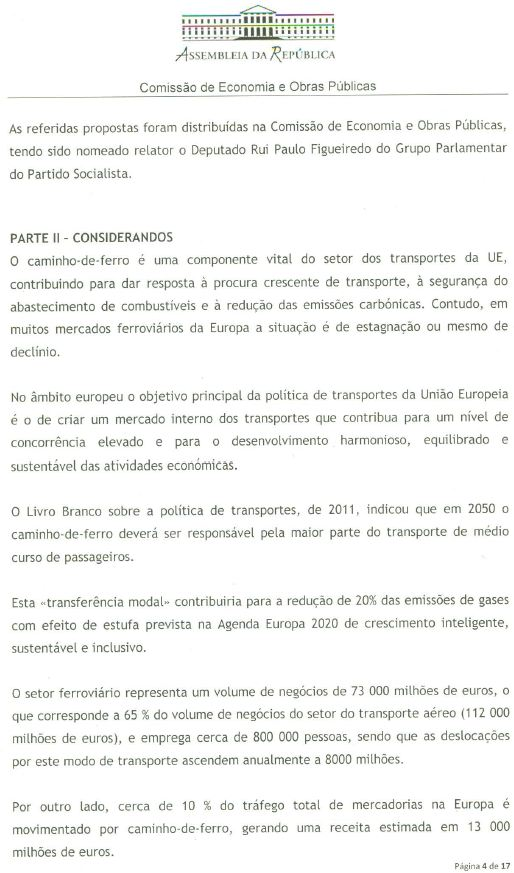 ASSEMBLEIA DA REPÚBLICA
Comissão de Economia e Obras Públicas
As referidas propostas foram distribuídas na Comissão de Economia e Obras Públicas,
tendo sido nomeado relator o Deputado Rui Paulo Figueiredo do Grupo Parlamentar
do Partido Socialista.
PARTE II – CONSIDERANDOS
O caminho-de-ferro é uma componente vital do setor dos transportes da UE,
contribuindo para dar resposta à procura crescente de transporte, à segurança do
abastecimento de combustíveis e à redução das emissões carbónicas. Contudo, em
muitos mercados ferroviários da Europa a situação é de estagnação ou mesmo de
declínio.
No âmbito europeu o objetivo principal da política de transportes da União Europeia
é o de criar um mercado interno dos transportes que contribua para um nível de
concorrência elevado e para o desenvolvimento harmonioso, equilibrado e
sustentável das atividades económicas.
O Livro Branco sobre a política de transportes, de 2011, indicou que em 2050 o
caminho-de-ferro deverá ser responsável pela maior parte do transporte de médio
curso de passageiros.
Esta «transferência modal» contribuiria para a redução de 20% das emissões de gases
com efeito de estufa prevista na Agenda Europa 2020 de crescimento inteligente,
sustentável e inclusivo.
O setor ferroviário representa um volume de negócios de 73 000 milhões de euros, o
que corresponde a 65 % do volume de negócios do setor do transporte aéreo (112 000
milhões de euros), e emprega cerca de 800 000 pessoas, sendo que as deslocações
por este modo de transporte ascendem anualmente a 8000 milhões.
Por outro lado, cerca de 10 % do tráfego total de mercadorias na Europa é
movimentado por caminho-de-ferro, gerando uma receita estimada em 13 000
milhões de euros.
Página 4 de 17